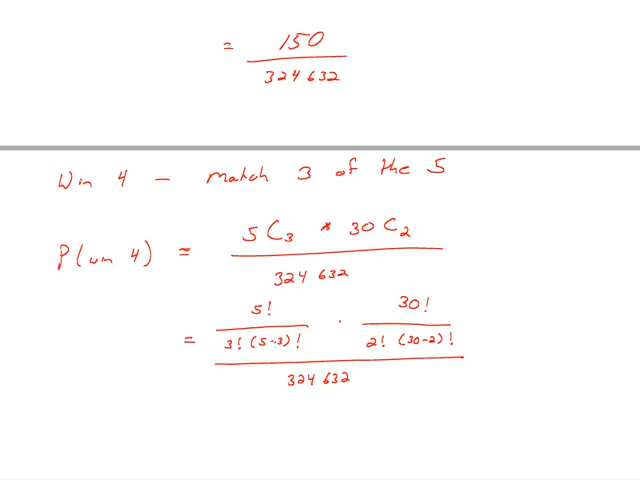 = 150
324 632
Win 4 - match 3 of the 5
P(win 4) = 5C3 * 30C2
324 632
= 5! / 3!(5-3)! · 30! / 2!(30-2)!
324 632